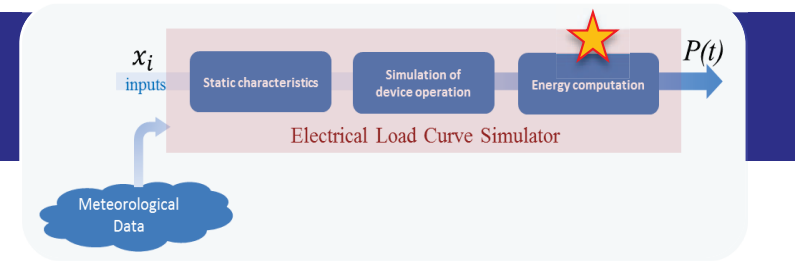 xᵢ
inputs
Static characteristics
Simulation of
device operation
Energy computation
P(t)
Electrical Load Curve Simulator
Meteorological
Data